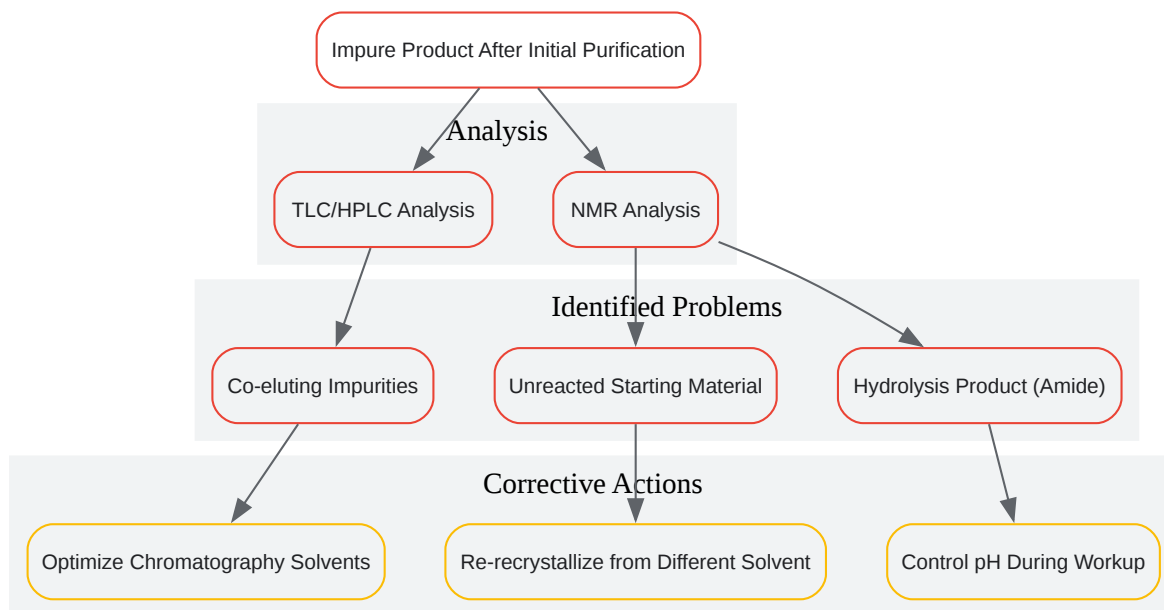 Impure Product After Initial Purification
Analysis
TLC/HPLC Analysis
NMR Analysis
Identified Problems
Co-eluting Impurities
Unreacted Starting Material
Hydrolysis Product (Amide)
Corrective Actions
Optimize Chromatography Solvents
Re-recrystallize from Different Solvent
Control pH During Workup